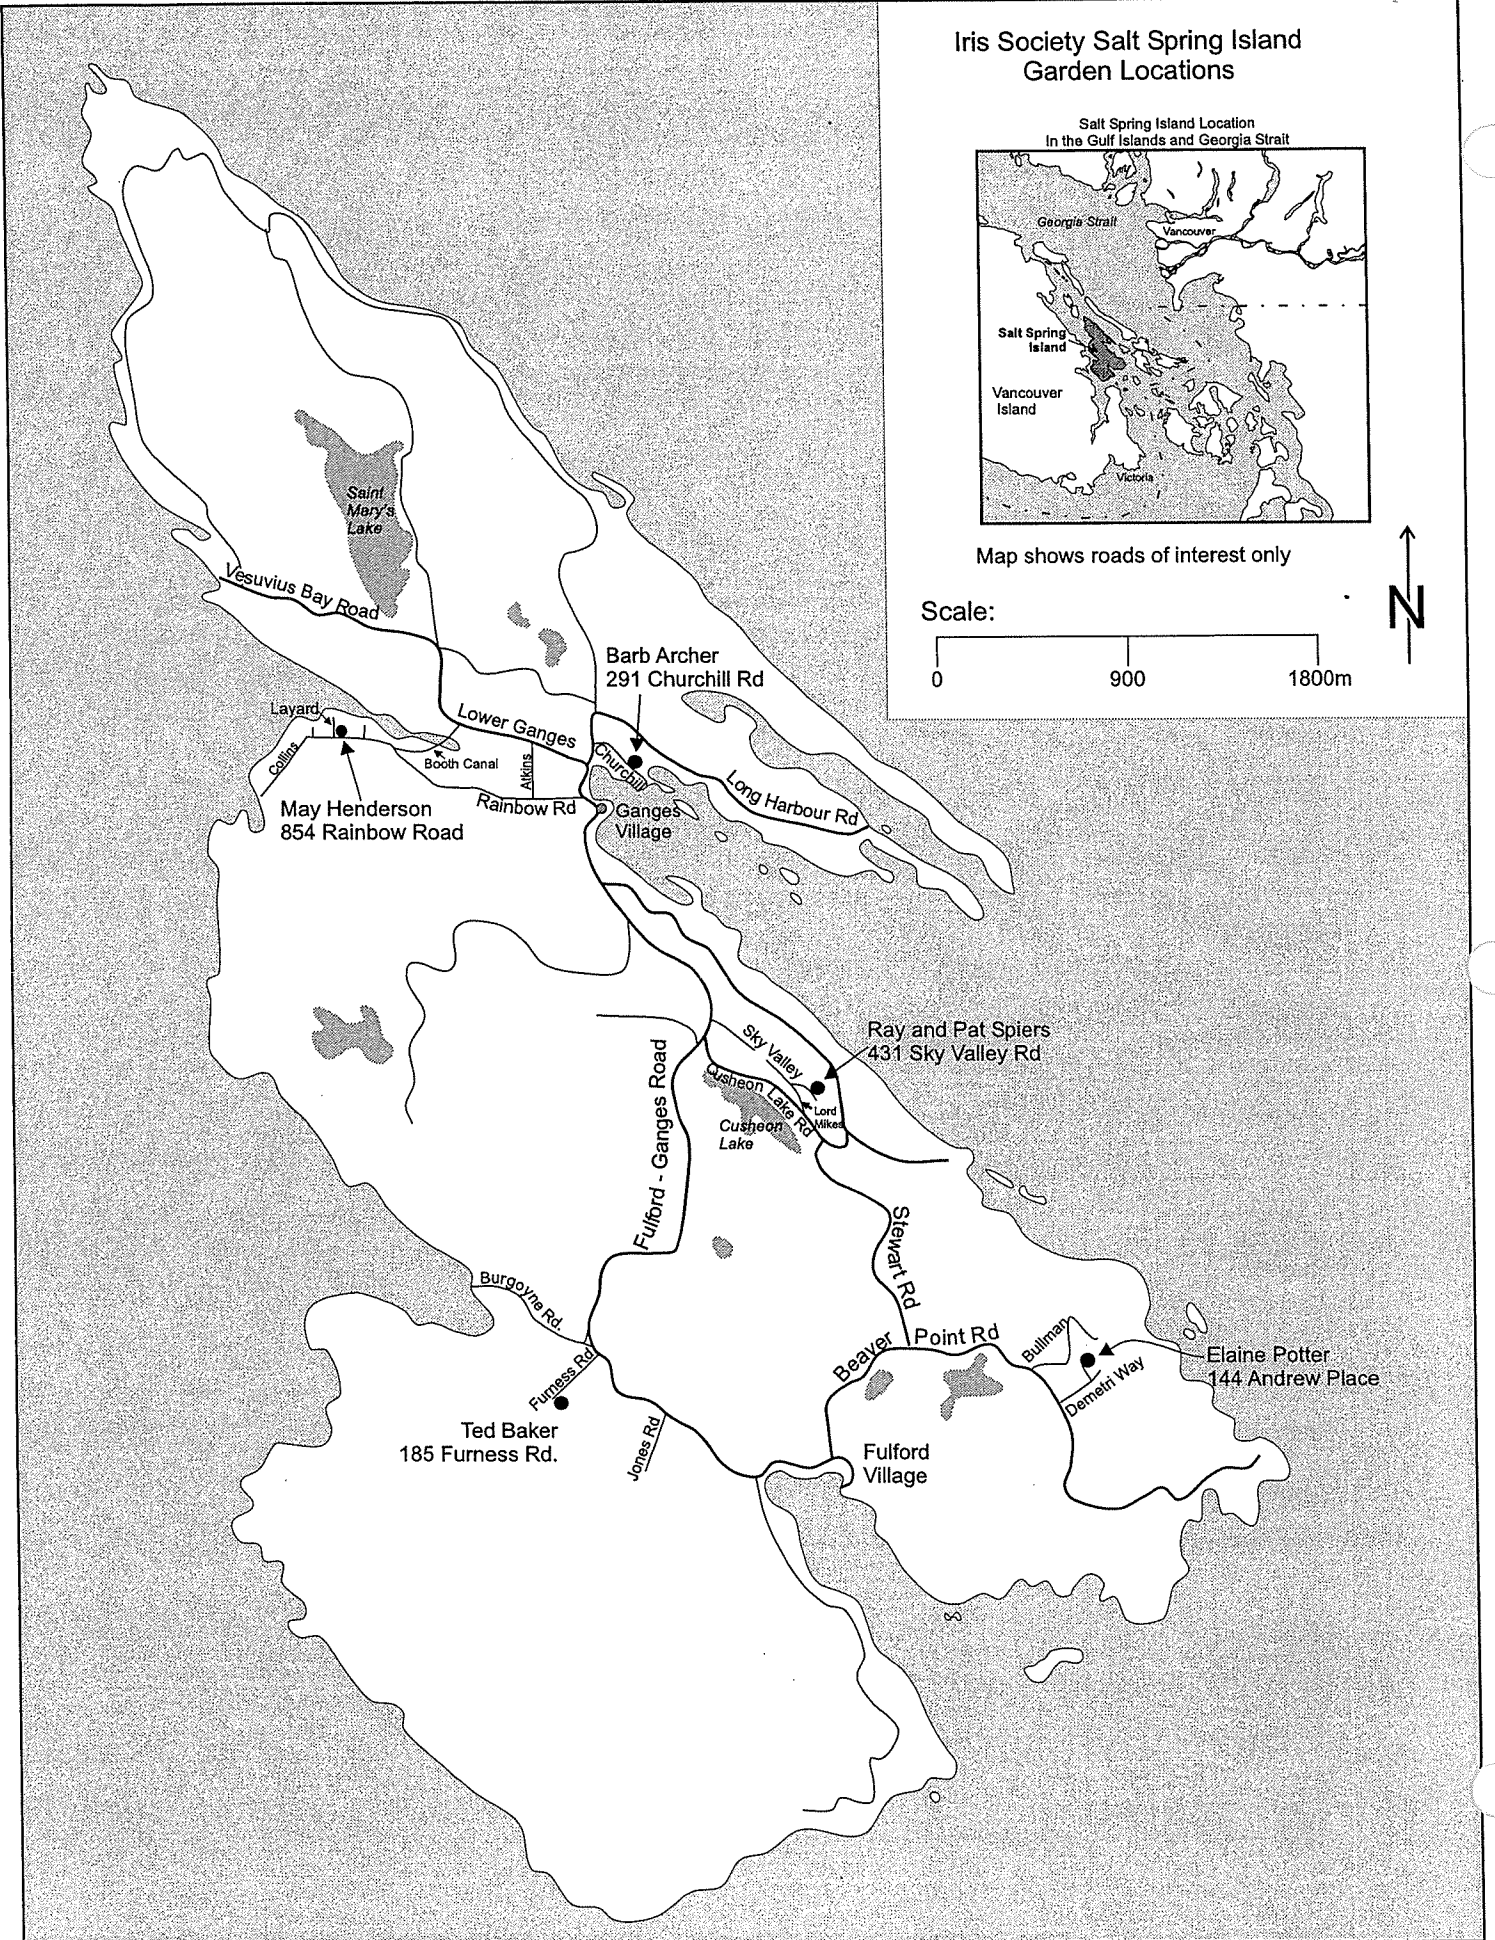 Iris Society Salt Spring Island
Garden Locations
Salt Spring Island Location
In the Gulf Islands and Georgia Strait
Georgia Strait
Vancouver
Salt Spring
Island
Vancouver
Island
Victoria
Map shows roads of interest only
Scale:
0 900 1800m
N
Saint
Mary's
Lake
Vesuvius Bay Road
Barb Archer
291 Churchill Rd
Layard
Lower Ganges
Collins
Booth Canal
Atkins
Churchill
Long Harbour Rd
Rainbow Rd
Ganges
Village
May Henderson
854 Rainbow Road
Ray and Pat Spiers
431 Sky Valley Rd
Sky Valley
Cusheon Lake Rd
Lord
Mikes
Cusheon
Lake
Fulford - Ganges Road
Stewart Rd
Burgoyne Rd.
Furness Rd
Beaver Point Rd
Bullman
Elaine Potter
144 Andrew Place
Demetri Way
Ted Baker
185 Furness Rd.
Jones Rd
Fulford
Village